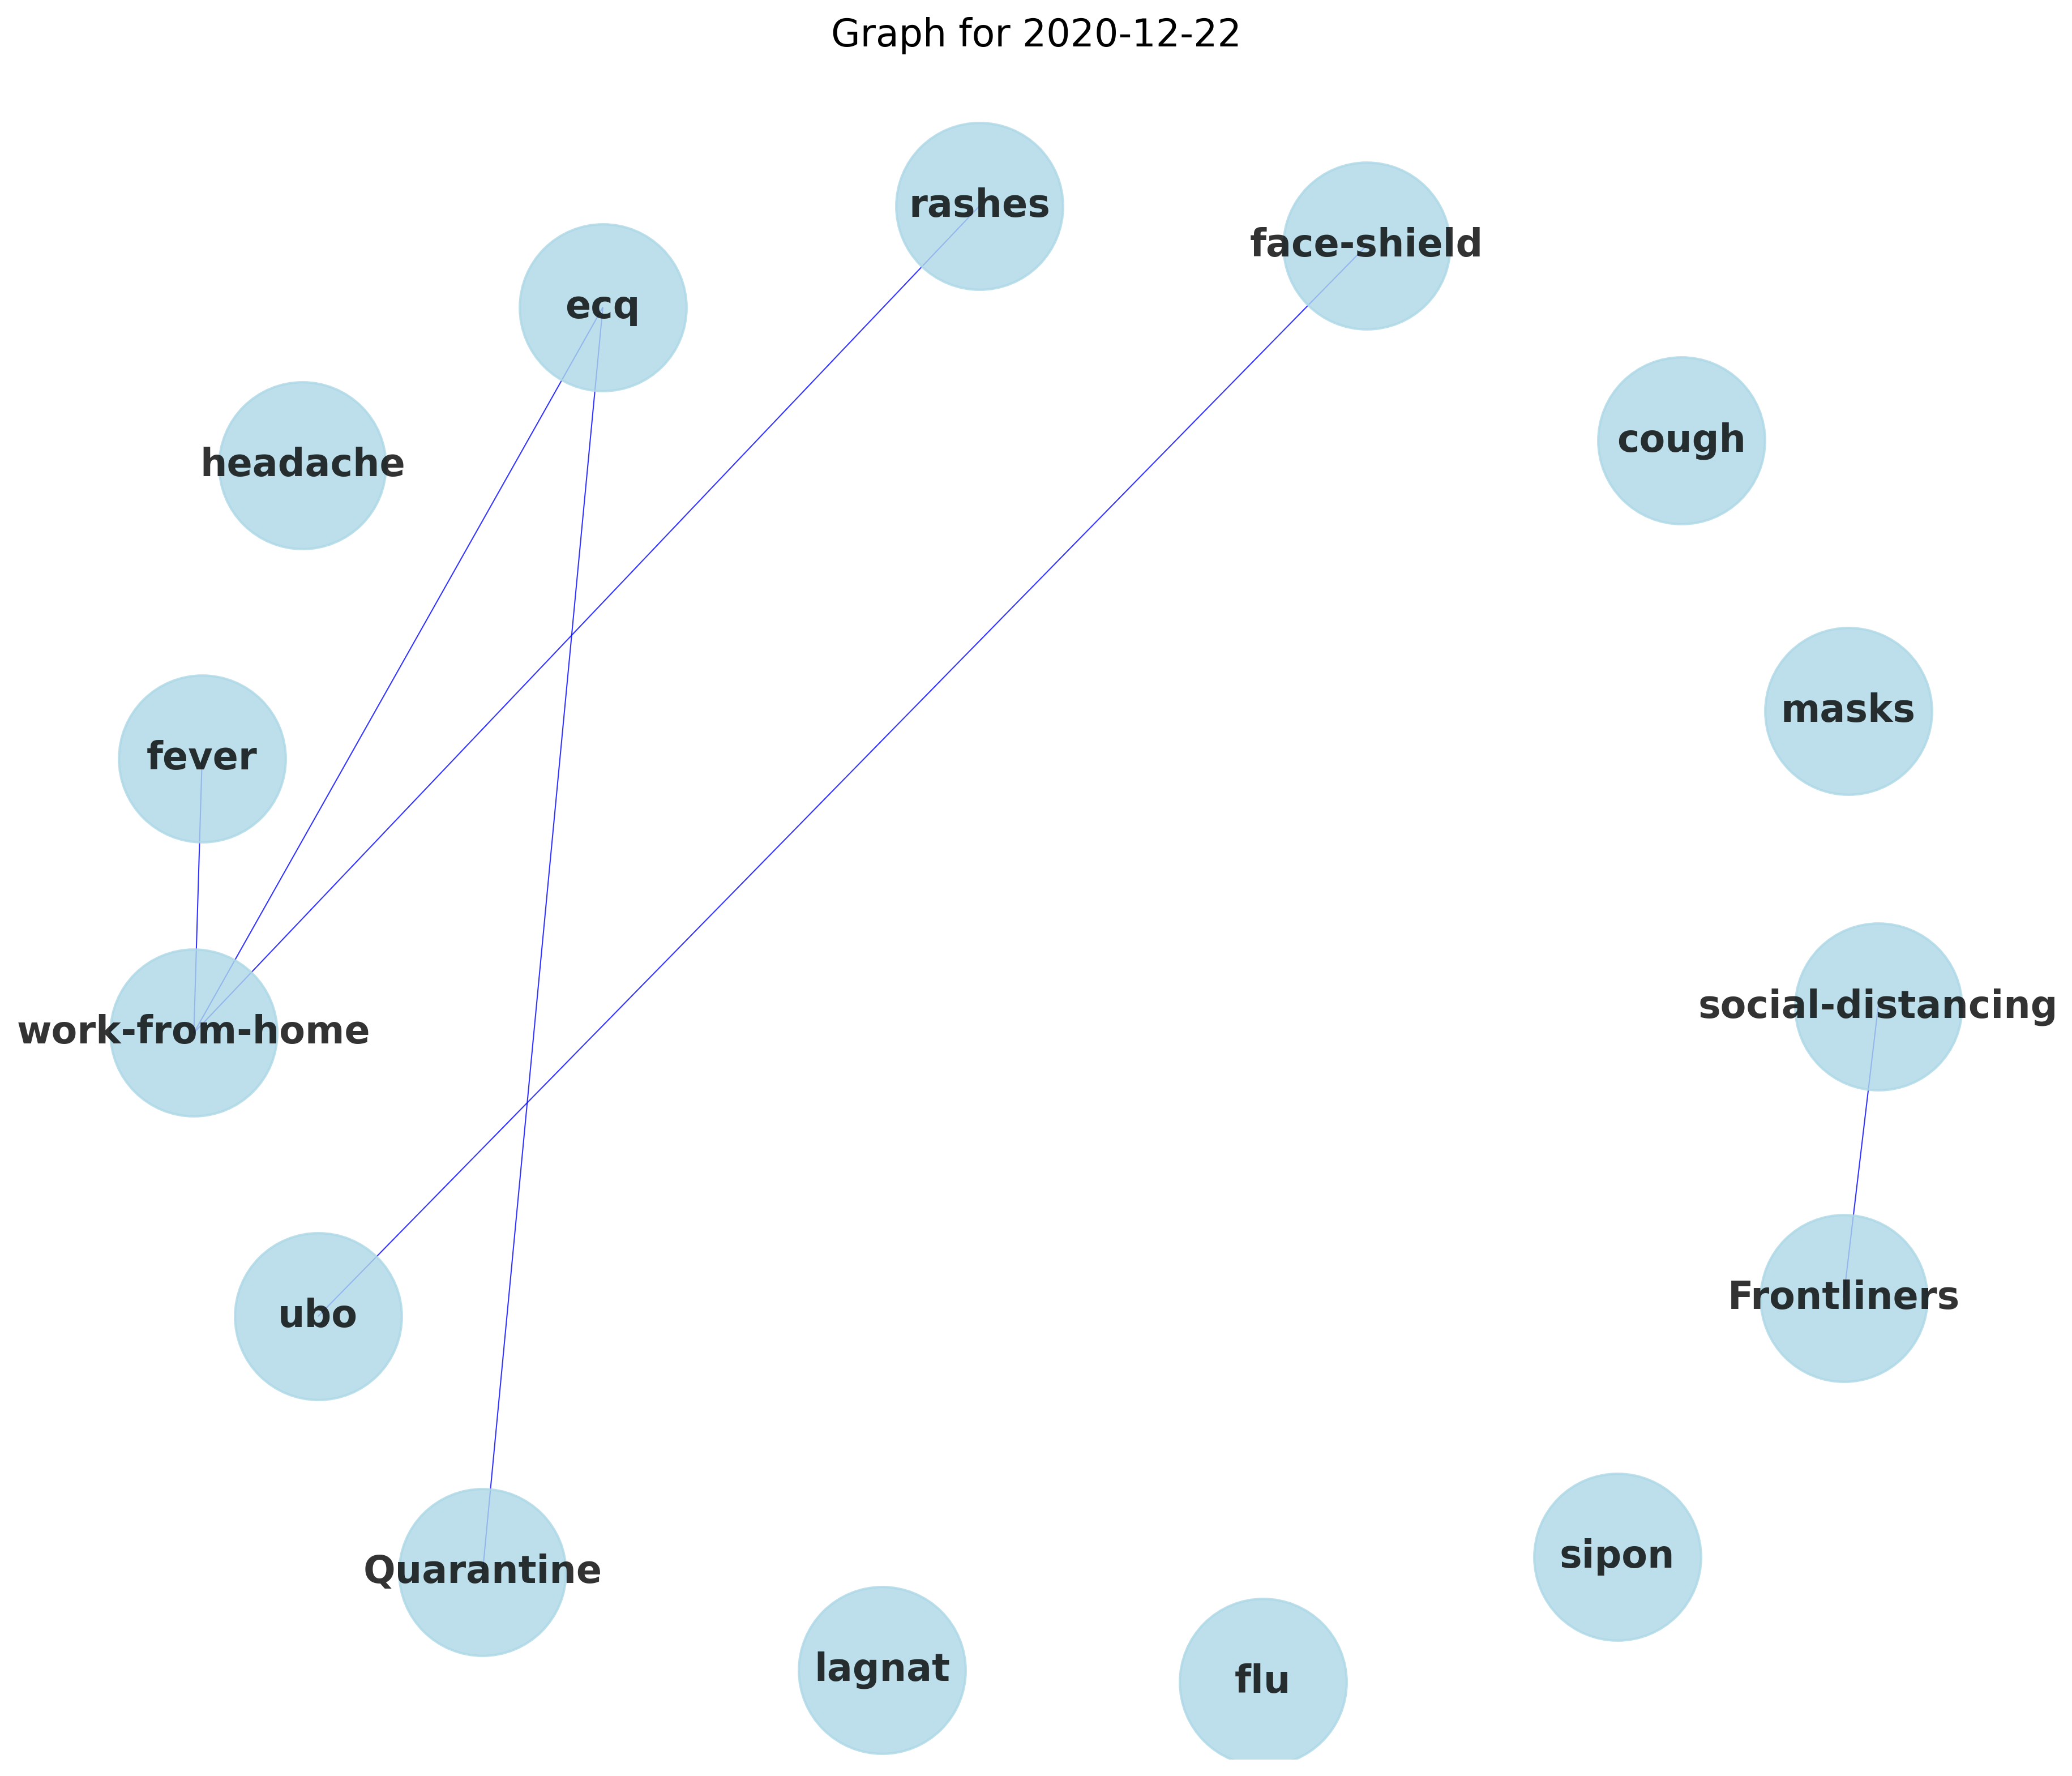 Graph for 2020-12-22
rashes
face-shield
ecq
cough
headache
masks
fever
social-distancing
work-from-home
Frontliners
ubo
sipon
Quarantine
lagnat
flu